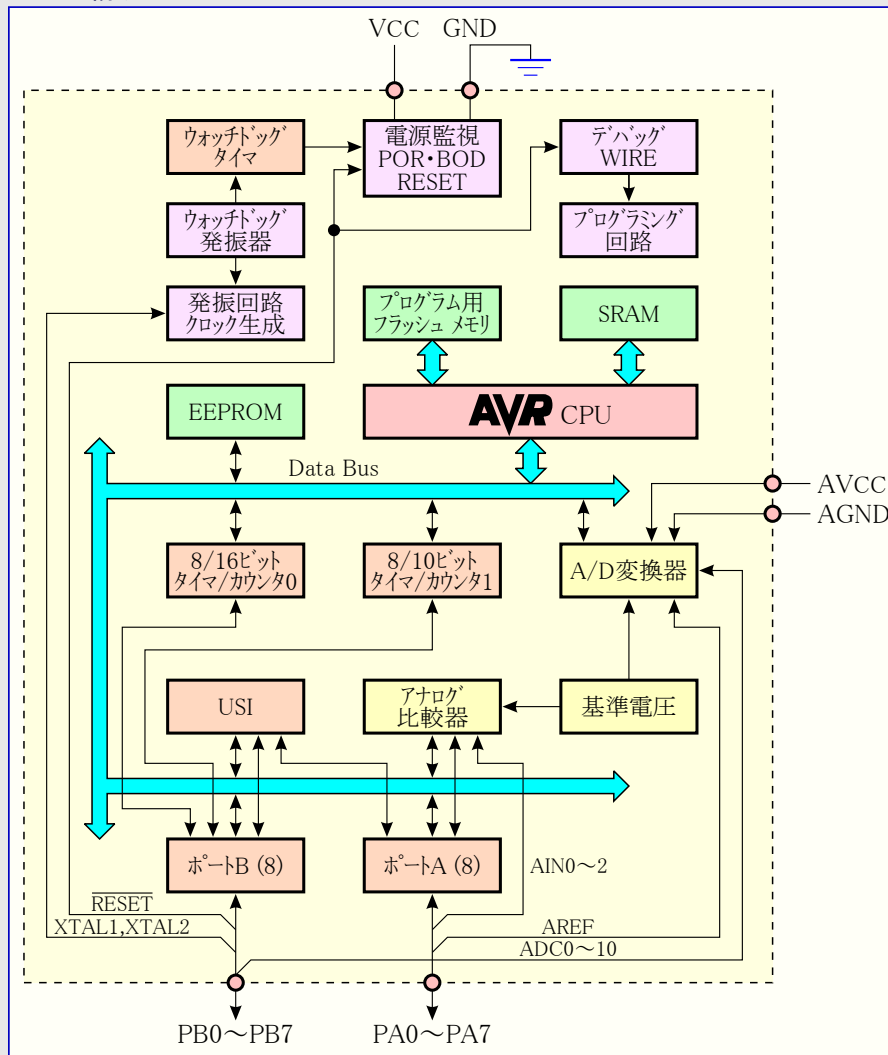 VCC
GND
ウォッチドッグ
タイマ
電源監視
POR・BOD
RESET
デバッグ
WIRE
ウォッチドッグ
発振器
プログラミング
回路
発振回路
クロック生成
プログラム用
フラッシュ メモリ
SRAM
EEPROM
AVR CPU
Data Bus
AVCC
AGND
8/16ビット
タイマ/カウンタ0
8/10ビット
タイマ/カウンタ1
A/D変換器
USI
アナログ
比較器
基準電圧
ポートB (8)
ポートA (8)
AIN0～2
RESET
XTAL1,XTAL2
AREF
ADC0～10
PB0～PB7
PA0～PA7